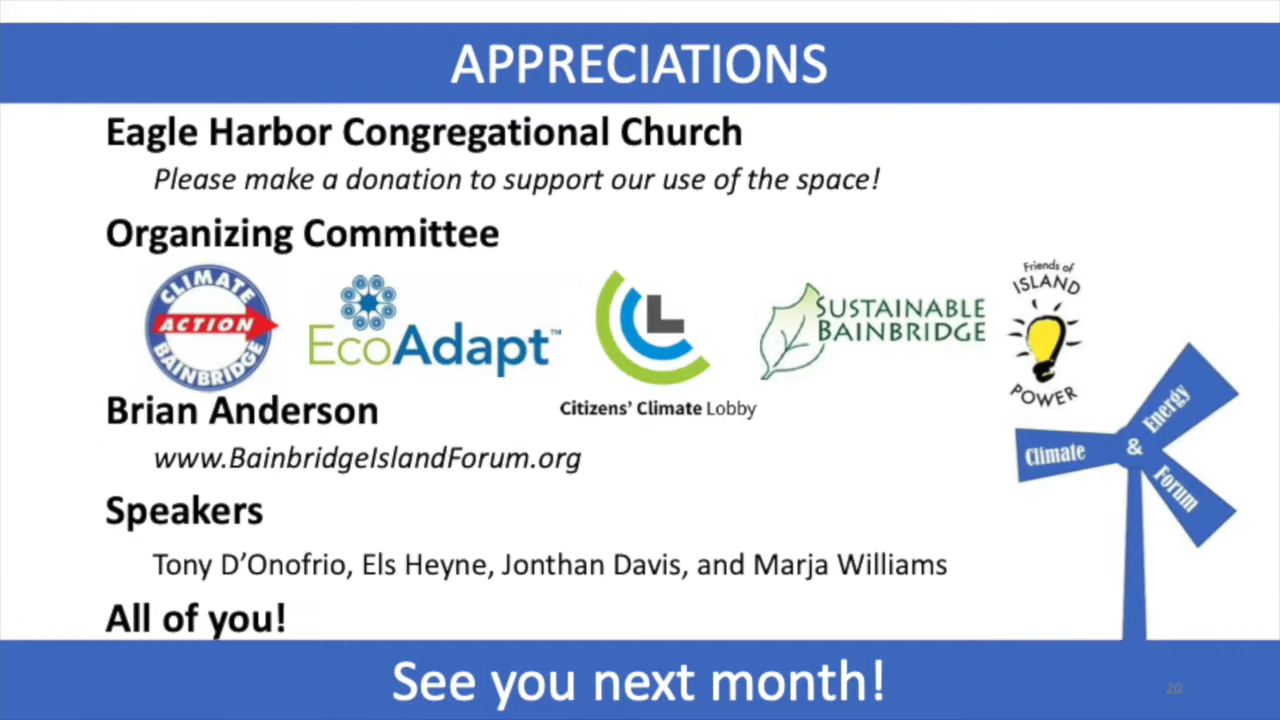 APPRECIATIONS
Eagle Harbor Congregational Church
Please make a donation to support our use of the space!
Organizing Committee
CLIMATE
ACTION
BAINBRIDGE
EcoAdapt™
Citizens' Climate Lobby
SUSTAINABLE
BAINBRIDGE
Friends of
ISLAND
POWER
Brian Anderson
www.BainbridgeIslandForum.org
Climate
&
Energy
Forum
Speakers
Tony D’Onofrio, Els Heyne, Jonthan Davis, and Marja Williams
All of you!
See you next month!
20